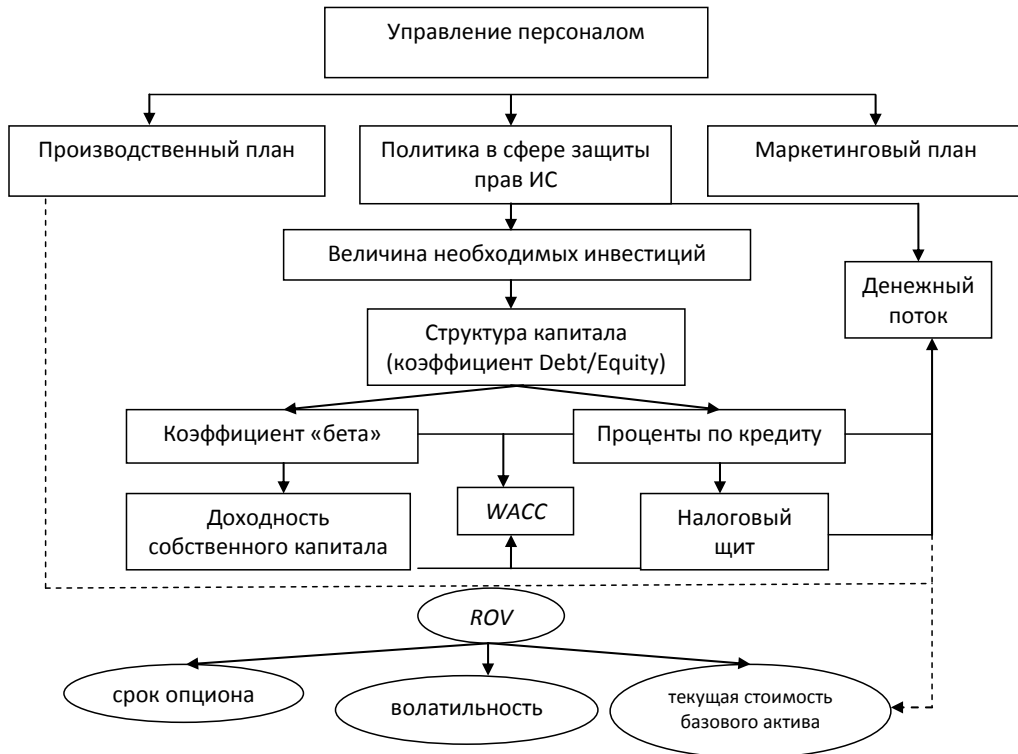 Управление персоналом
Производственный план
Политика в сфере защиты
прав ИС
Маркетинговый план
Величина необходимых инвестиций
Денежный
поток
Структура капитала
(коэффициент Debt/Equity)
Коэффициент «бета»
Проценты по кредиту
Доходность
собственного капитала
WACC
Налоговый
щит
ROV
срок опциона
волатильность
текущая стоимость
базового актива